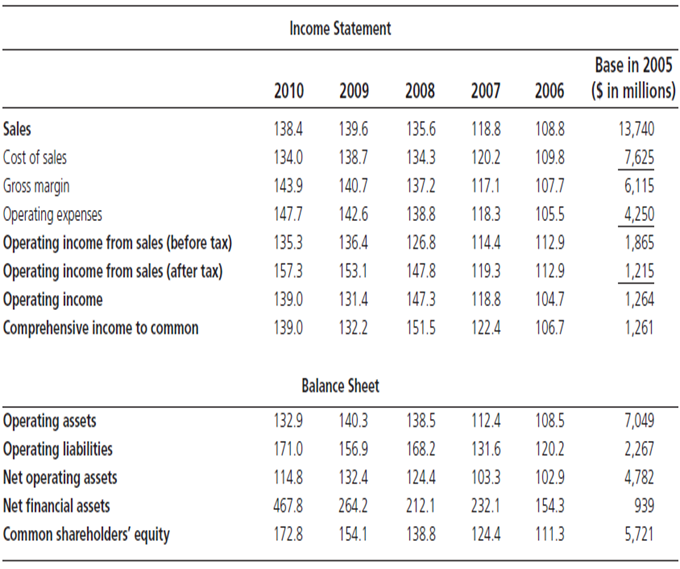 Income Statement
Base in 2005
2010 2009 2008 2007 2006 ($ in millions)
Sales 138.4 139.6 135.6 118.8 108.8 13,740
Cost of sales 134.0 138.7 134.3 120.2 109.8 7,625
Gross margin 143.9 140.7 137.2 117.1 107.7 6,115
Operating expenses 147.7 142.6 138.8 118.3 105.5 4,250
Operating income from sales (before tax) 135.3 136.4 126.8 114.4 112.9 1,865
Operating income from sales (after tax) 157.3 153.1 147.8 119.3 112.9 1,215
Operating income 139.0 131.4 147.3 118.8 104.7 1,264
Comprehensive income to common 139.0 132.2 151.5 122.4 106.7 1,261
Balance Sheet
Operating assets 132.9 140.3 138.5 112.4 108.5 7,049
Operating liabilities 171.0 156.9 168.2 131.6 120.2 2,267
Net operating assets 114.8 132.4 124.4 103.3 102.9 4,782
Net financial assets 467.8 264.2 212.1 232.1 154.3 939
Common shareholders' equity 172.8 154.1 138.8 124.4 111.3 5,721